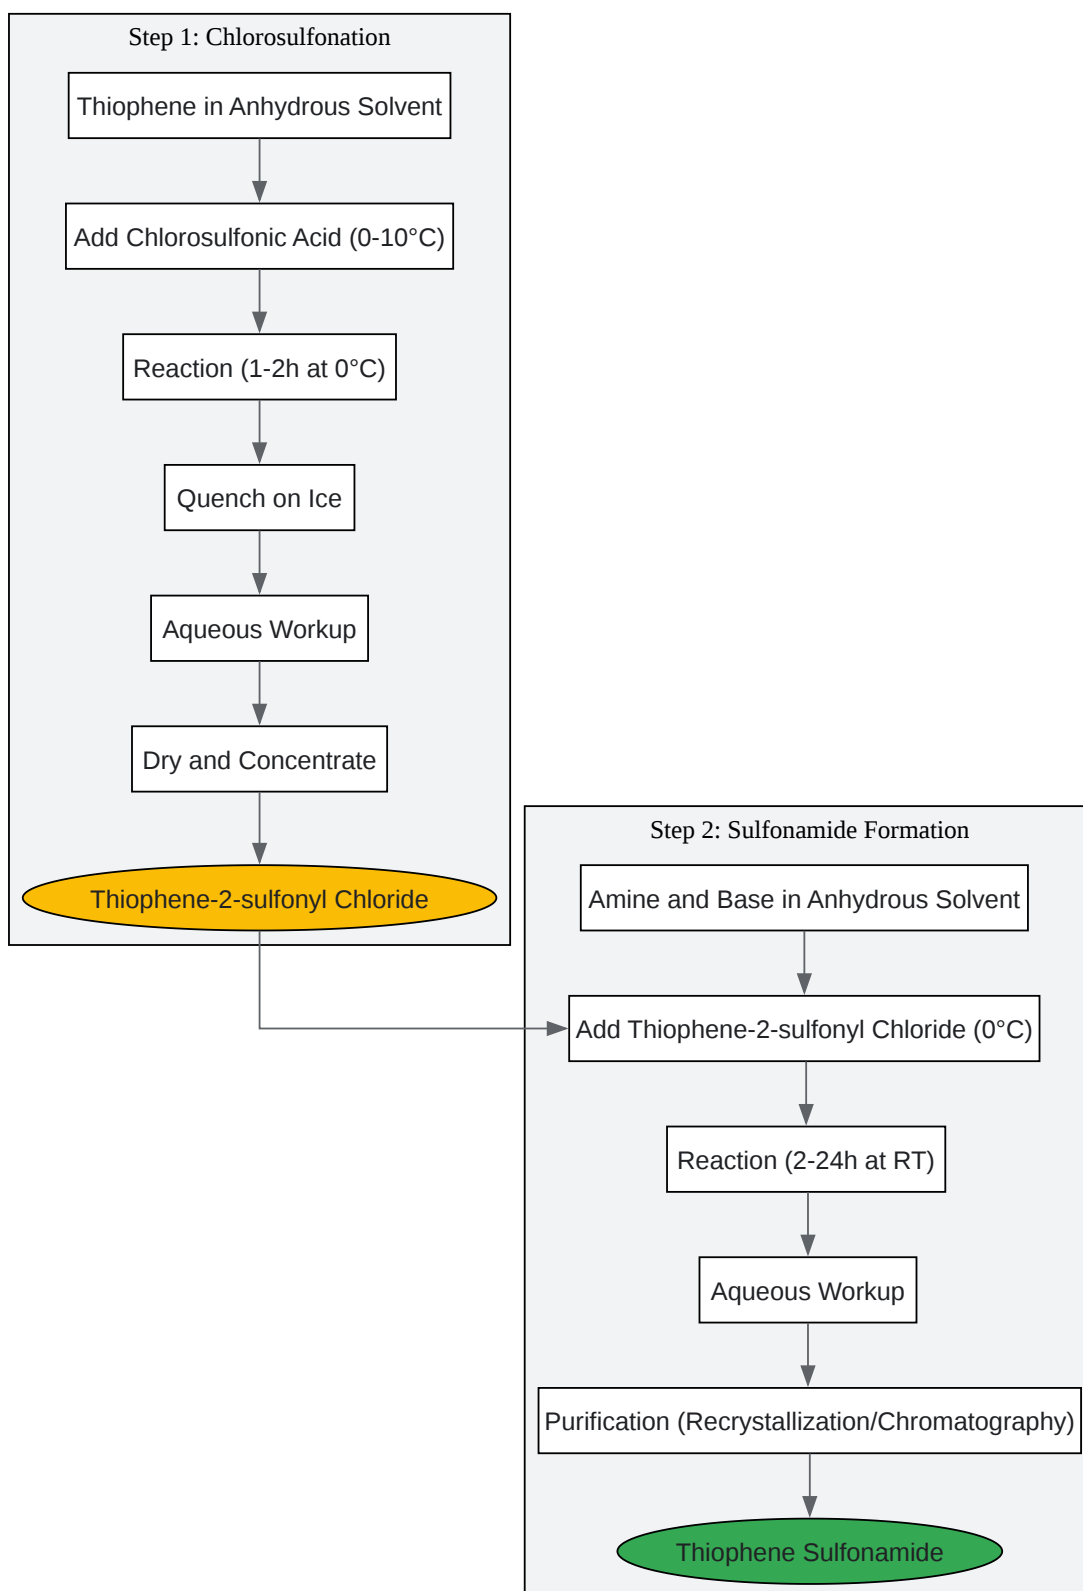 Step 1: Chlorosulfonation
Thiophene in Anhydrous Solvent
Add Chlorosulfonic Acid (0-10°C)
Reaction (1-2h at 0°C)
Quench on Ice
Aqueous Workup
Dry and Concentrate
Thiophene-2-sulfonyl Chloride
Step 2: Sulfonamide Formation
Amine and Base in Anhydrous Solvent
Add Thiophene-2-sulfonyl Chloride (0°C)
Reaction (2-24h at RT)
Aqueous Workup
Purification (Recrystallization/Chromatography)
Thiophene Sulfonamide